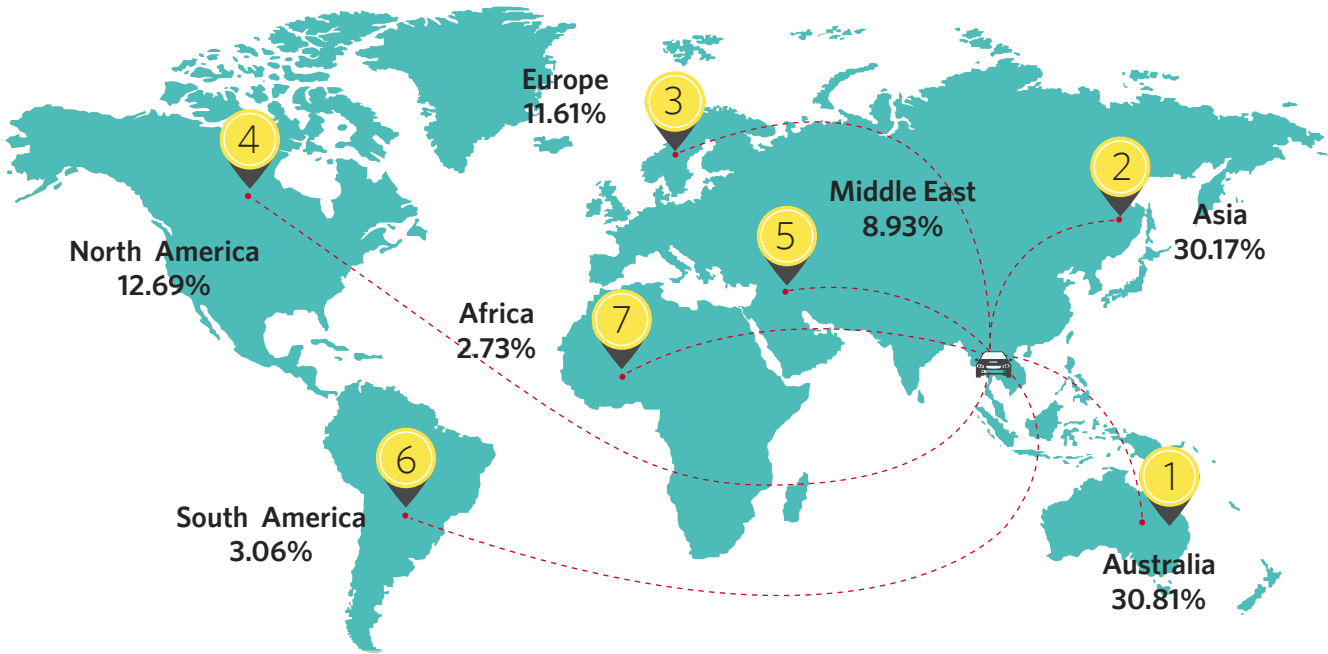 Europe
11.61%
3
4
2
Middle East
8.93%
Asia
30.17%
5
North America
12.69%
Africa
2.73%
7
6
1
South America
3.06%
Australia
30.81%